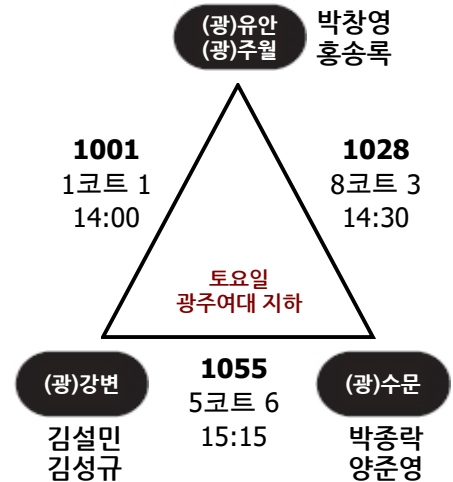 (광)유안
(광)주월
박창영
홍송록
1001
1코트 1
14:00
1028
8코트 3
14:30
토요일
광주여대 지하
(광)강변
김설민
김성규
1055
5코트 6
15:15
(광)수문
박종락
양준영